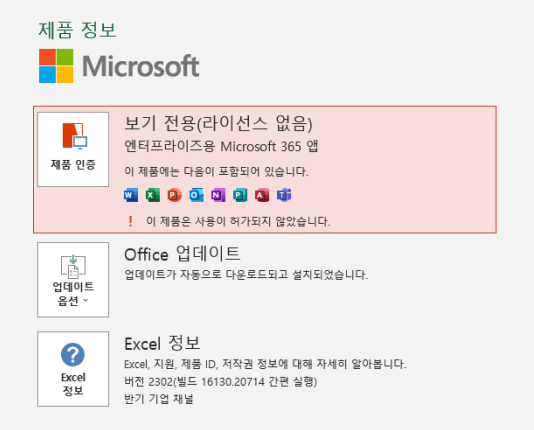 제품 정보
Microsoft
보기 전용(라이선스 없음)
엔터프라이즈용 Microsoft 365 앱
제품 인증
이 제품에는 다음이 포함되어 있습니다.
! 이 제품은 사용이 허가되지 않았습니다.
Office 업데이트
업데이트가 자동으로 다운로드되고 설치되었습니다.
업데이트
옵션
Excel 정보
Excel, 지원, 제품 ID, 저작권 정보에 대해 자세히 알아봅니다.
Excel
정보
버전 2302(빌드 16130.20714 간편 실행)
반기 기업 채널